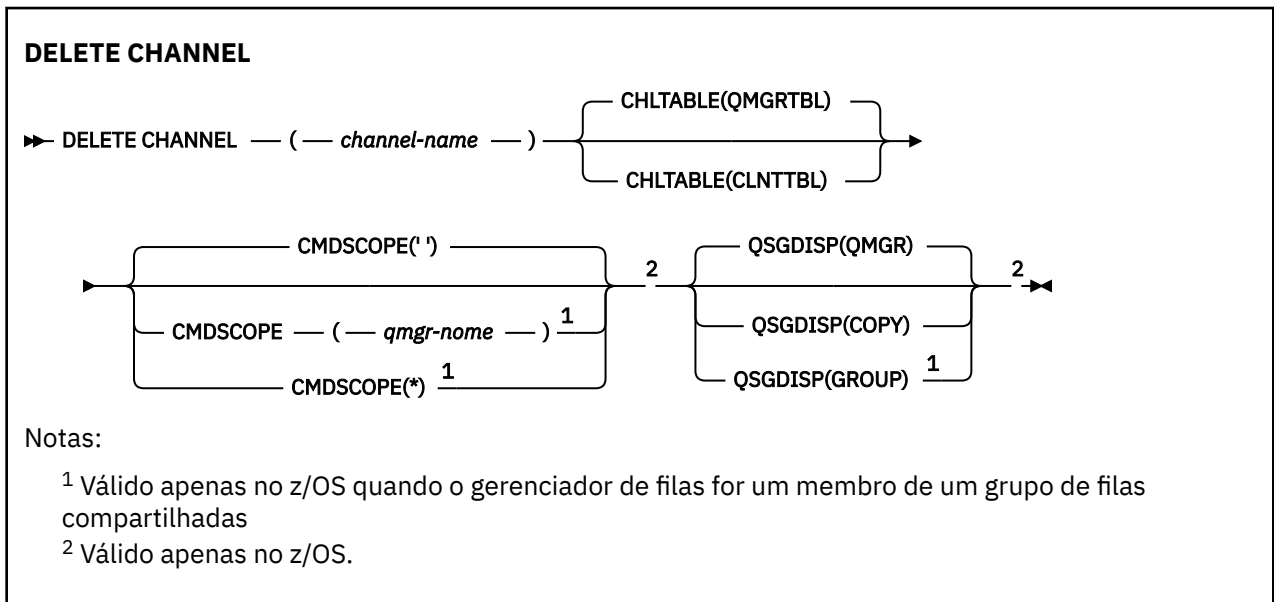 DELETE CHANNEL
CHLTABLE(QMGRTBL)
DELETE CHANNEL ( channel-name )
CHLTABLE(CLNTTBL)
CMDSCOPE(' ') 2 QSGDISP(QMGR) 2
CMDSCOPE ( qmgr-nome ) 1 QSGDISP(COPY)
CMDSCOPE(*) 1 QSGDISP(GROUP) 1
Notas:
1 Válido apenas no z/OS quando o gerenciador de filas for um membro de um grupo de filas
compartilhadas
2 Válido apenas no z/OS.